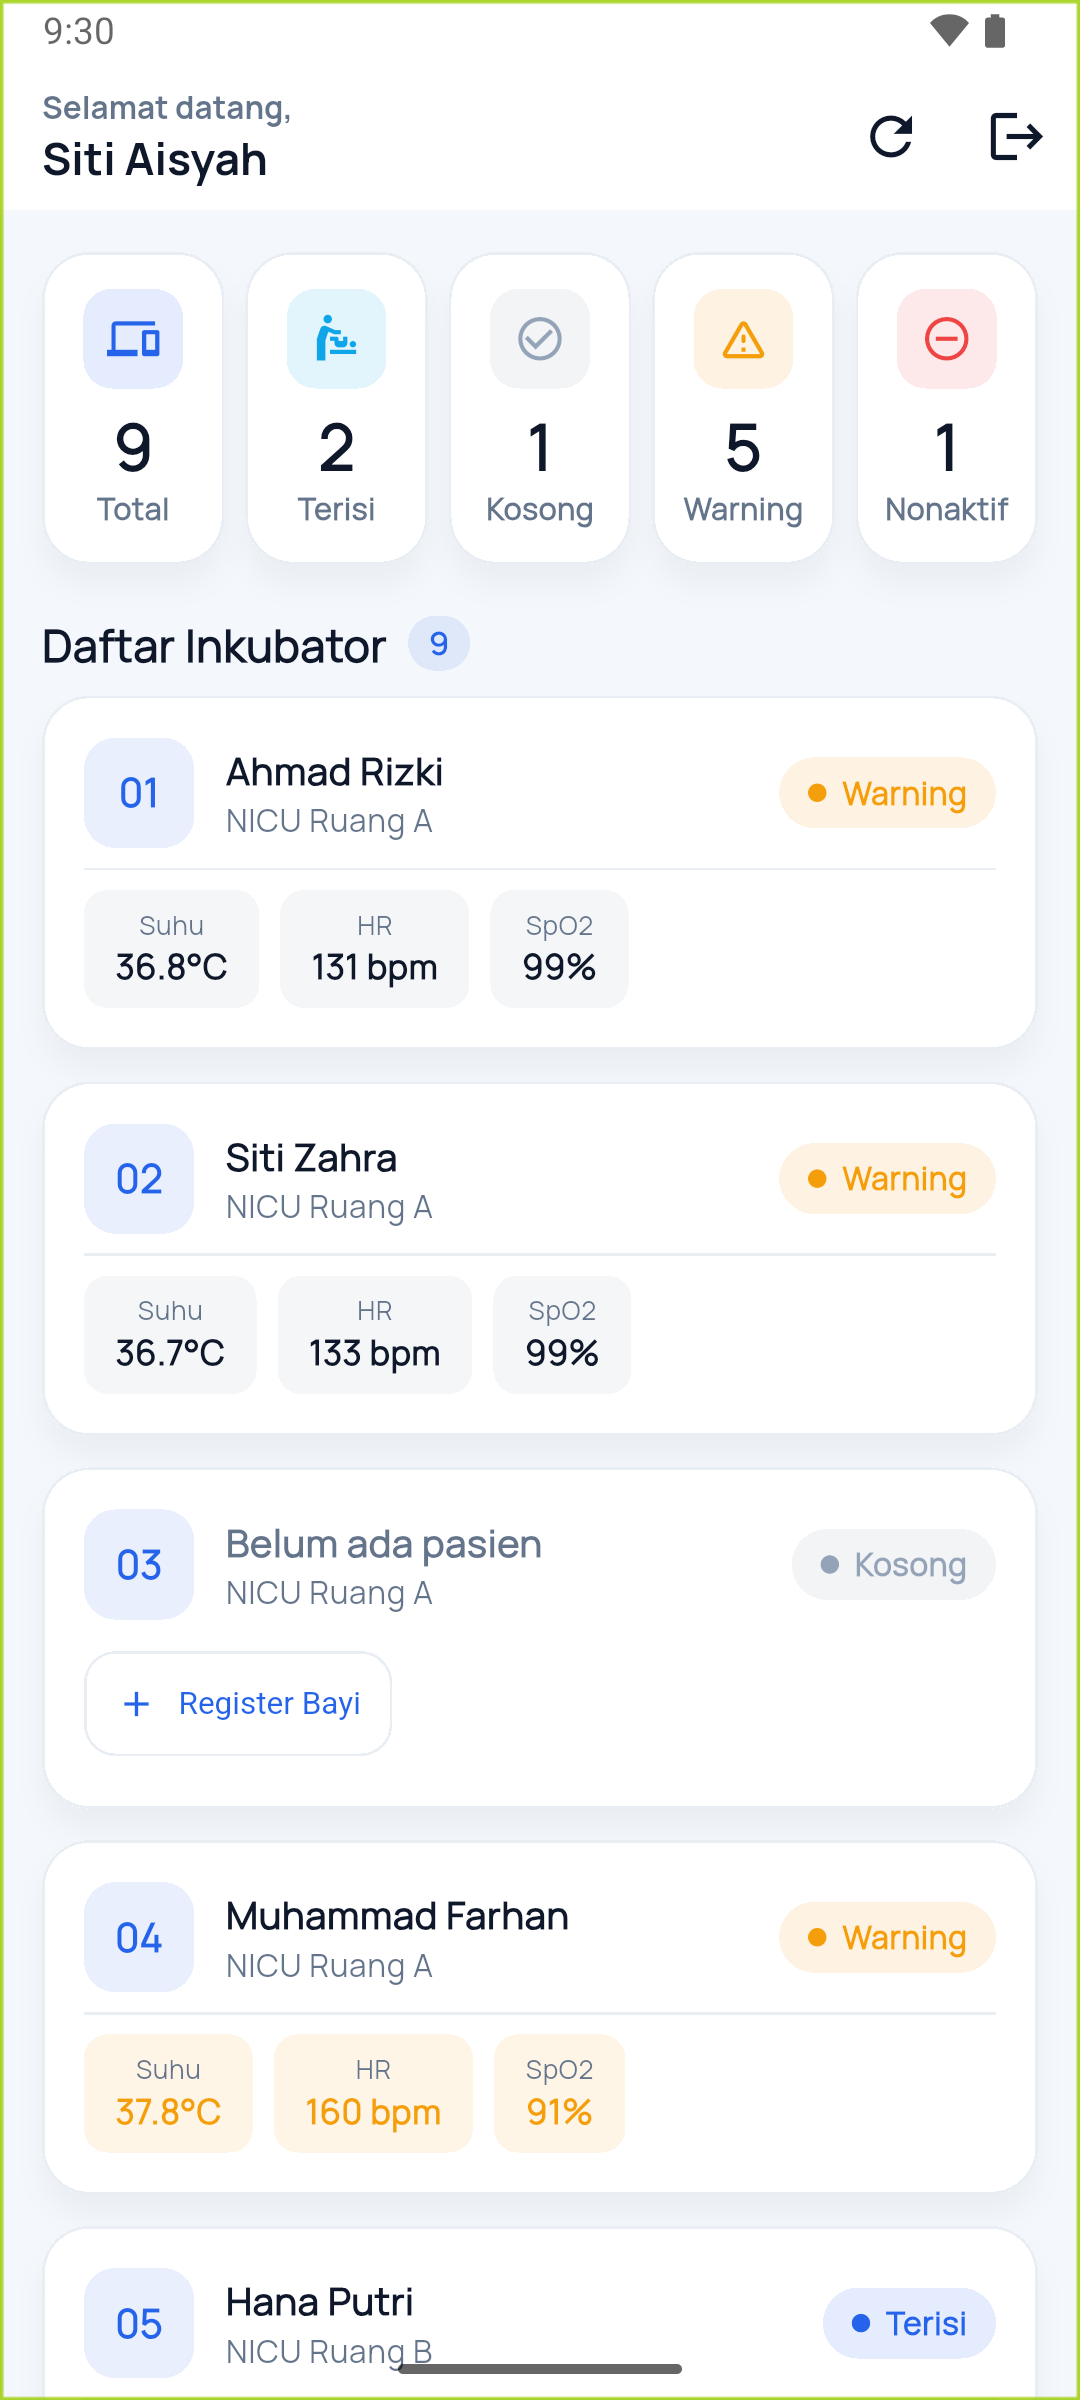 9:30
Selamat datang,
Siti Aisyah
9
Total
2
Terisi
1
Kosong
5
Warning
1
Nonaktif
Daftar Inkubator 9
01
Ahmad Rizki
NICU Ruang A
Warning
Suhu
36.8°C
HR
131 bpm
SpO2
99%
02
Siti Zahra
NICU Ruang A
Warning
Suhu
36.7°C
HR
133 bpm
SpO2
99%
03
Belum ada pasien
NICU Ruang A
Kosong
+ Register Bayi
04
Muhammad Farhan
NICU Ruang A
Warning
Suhu
37.8°C
HR
160 bpm
SpO2
91%
05
Hana Putri
NICU Ruang B
Terisi